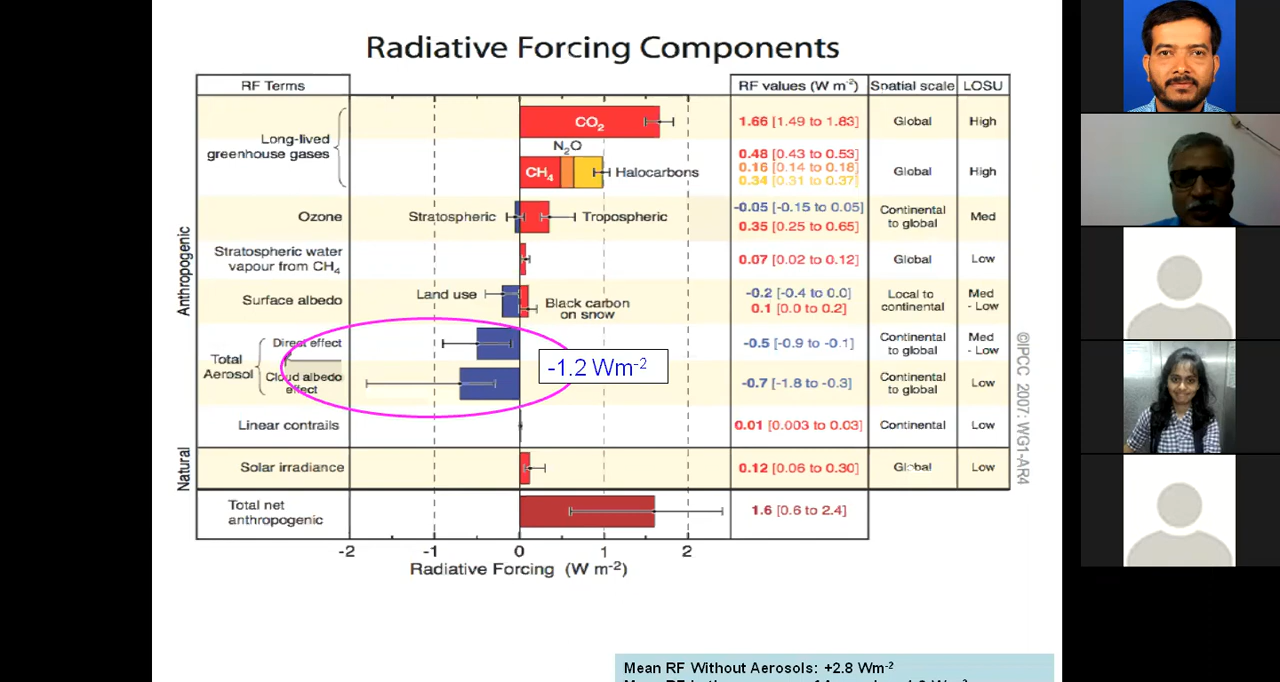 Radiative Forcing Components
RF Terms
RF values (W m-2)
Spatial scale
LOSU
Anthropogenic
Long-lived
greenhouse gases
CO2
1.66 [1.49 to 1.83]
Global
High
N2O
CH4
Halocarbons
0.48 [0.43 to 0.53]
0.16 [0.14 to 0.18]
0.34 [0.31 to 0.37]
Global
High
Ozone
Stratospheric
Tropospheric
-0.05 [-0.15 to 0.05]
0.35 [0.25 to 0.65]
Continental
to global
Med
Stratospheric water
vapour from CH4
0.07 [0.02 to 0.12]
Global
Low
Surface albedo
Land use
Black carbon
on snow
-0.2 [-0.4 to 0.0]
0.1 [0.0 to 0.2]
Local to
continental
Med
- Low
Total
Aerosol
Direct effect
-0.5 [-0.9 to -0.1]
Continental
to global
Med
- Low
-1.2 Wm-2
Cloud albedo
effect
-0.7 [-1.8 to -0.3]
Continental
to global
Low
Linear contrails
0.01 [0.003 to 0.03]
Continental
Low
Natural
Solar irradiance
0.12 [0.06 to 0.30]
Global
Low
Total net
anthropogenic
1.6 [0.6 to 2.4]
-2 -1 0 1 2
Radiative Forcing (W m-2)
©IPCC 2007: WG1-AR4
Mean RF Without Aerosols: +2.8 Wm-2